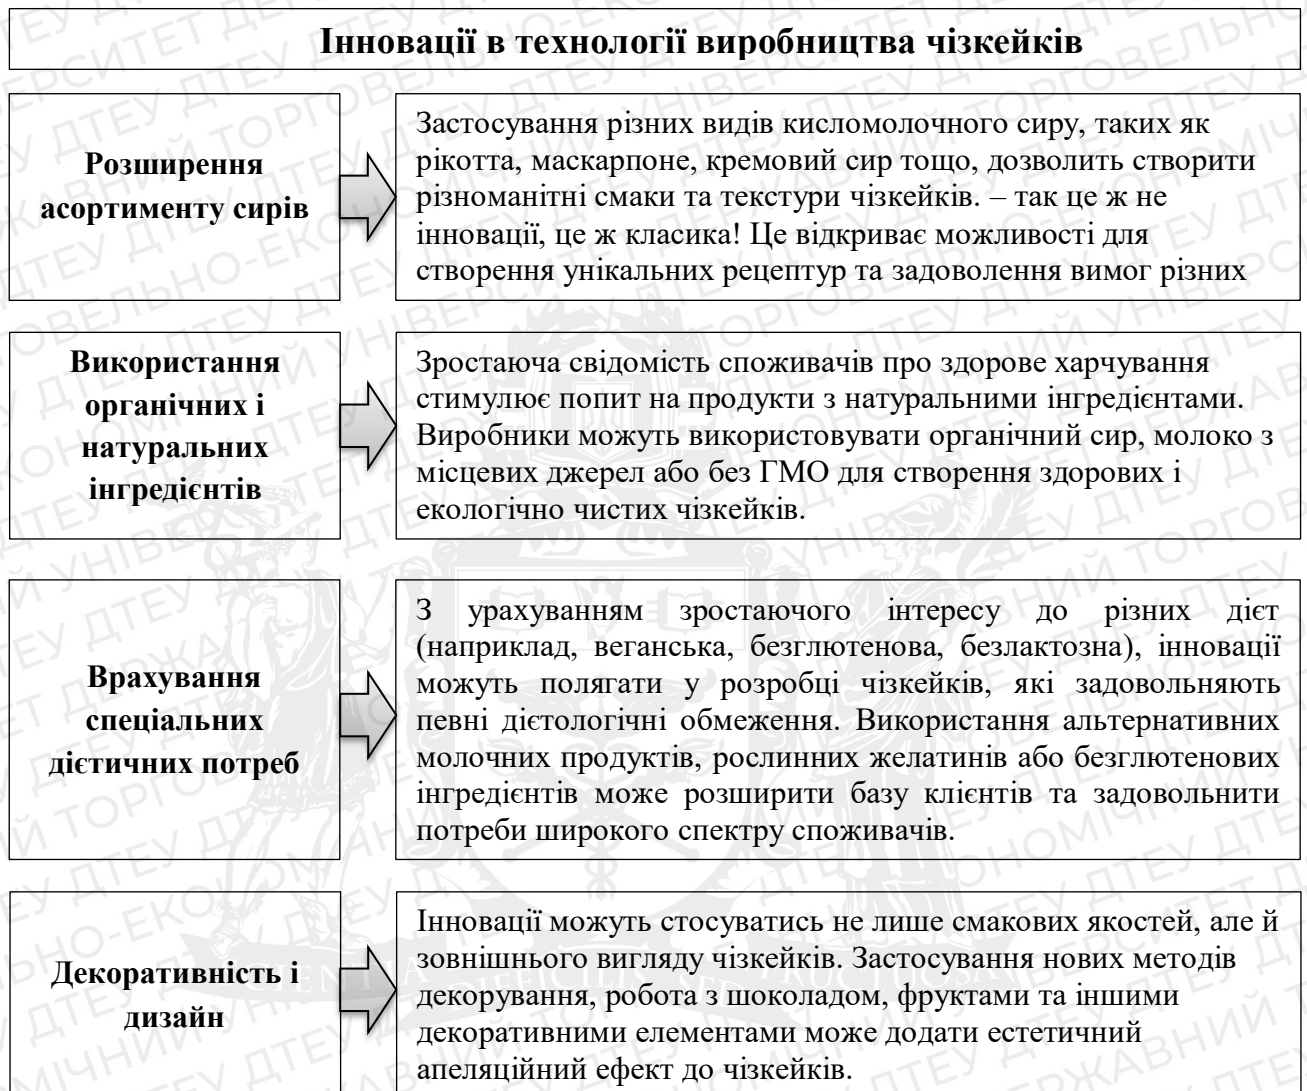 Інновації в технології виробництва чізкейків
Розширення
асортименту сирів
Застосування різних видів кисломолочного сиру, таких як
рікотта, маскарпоне, кремовий сир тощо, дозволить створити
різноманітні смаки та текстури чізкейків. – так це ж не
інновації, це ж класика! Це відкриває можливості для
створення унікальних рецептур та задоволення вимог різних
Використання
органічних і
натуральних
інгредієнтів
Зростаюча свідомість споживачів про здорове харчування
стимулює попит на продукти з натуральними інгредієнтами.
Виробники можуть використовувати органічний сир, молоко з
місцевих джерел або без ГМО для створення здорових і
екологічно чистих чізкейків.
Врахування
спеціальних
дієтичних потреб
З урахуванням зростаючого інтересу до різних дієт
(наприклад, веганська, безглютенова, безлактозна), інновації
можуть полягати у розробці чізкейків, які задовольняють
певні дієтологічні обмеження. Використання альтернативних
молочних продуктів, рослинних желатинів або безглютенових
інгредієнтів може розширити базу клієнтів та задовольнити
потреби широкого спектру споживачів.
Декоративність і
дизайн
Інновації можуть стосуватись не лише смакових якостей, але й
зовнішнього вигляду чізкейків. Застосування нових методів
декорування, робота з шоколадом, фруктами та іншими
декоративними елементами може додати естетичний
апеляційний ефект до чізкейків.